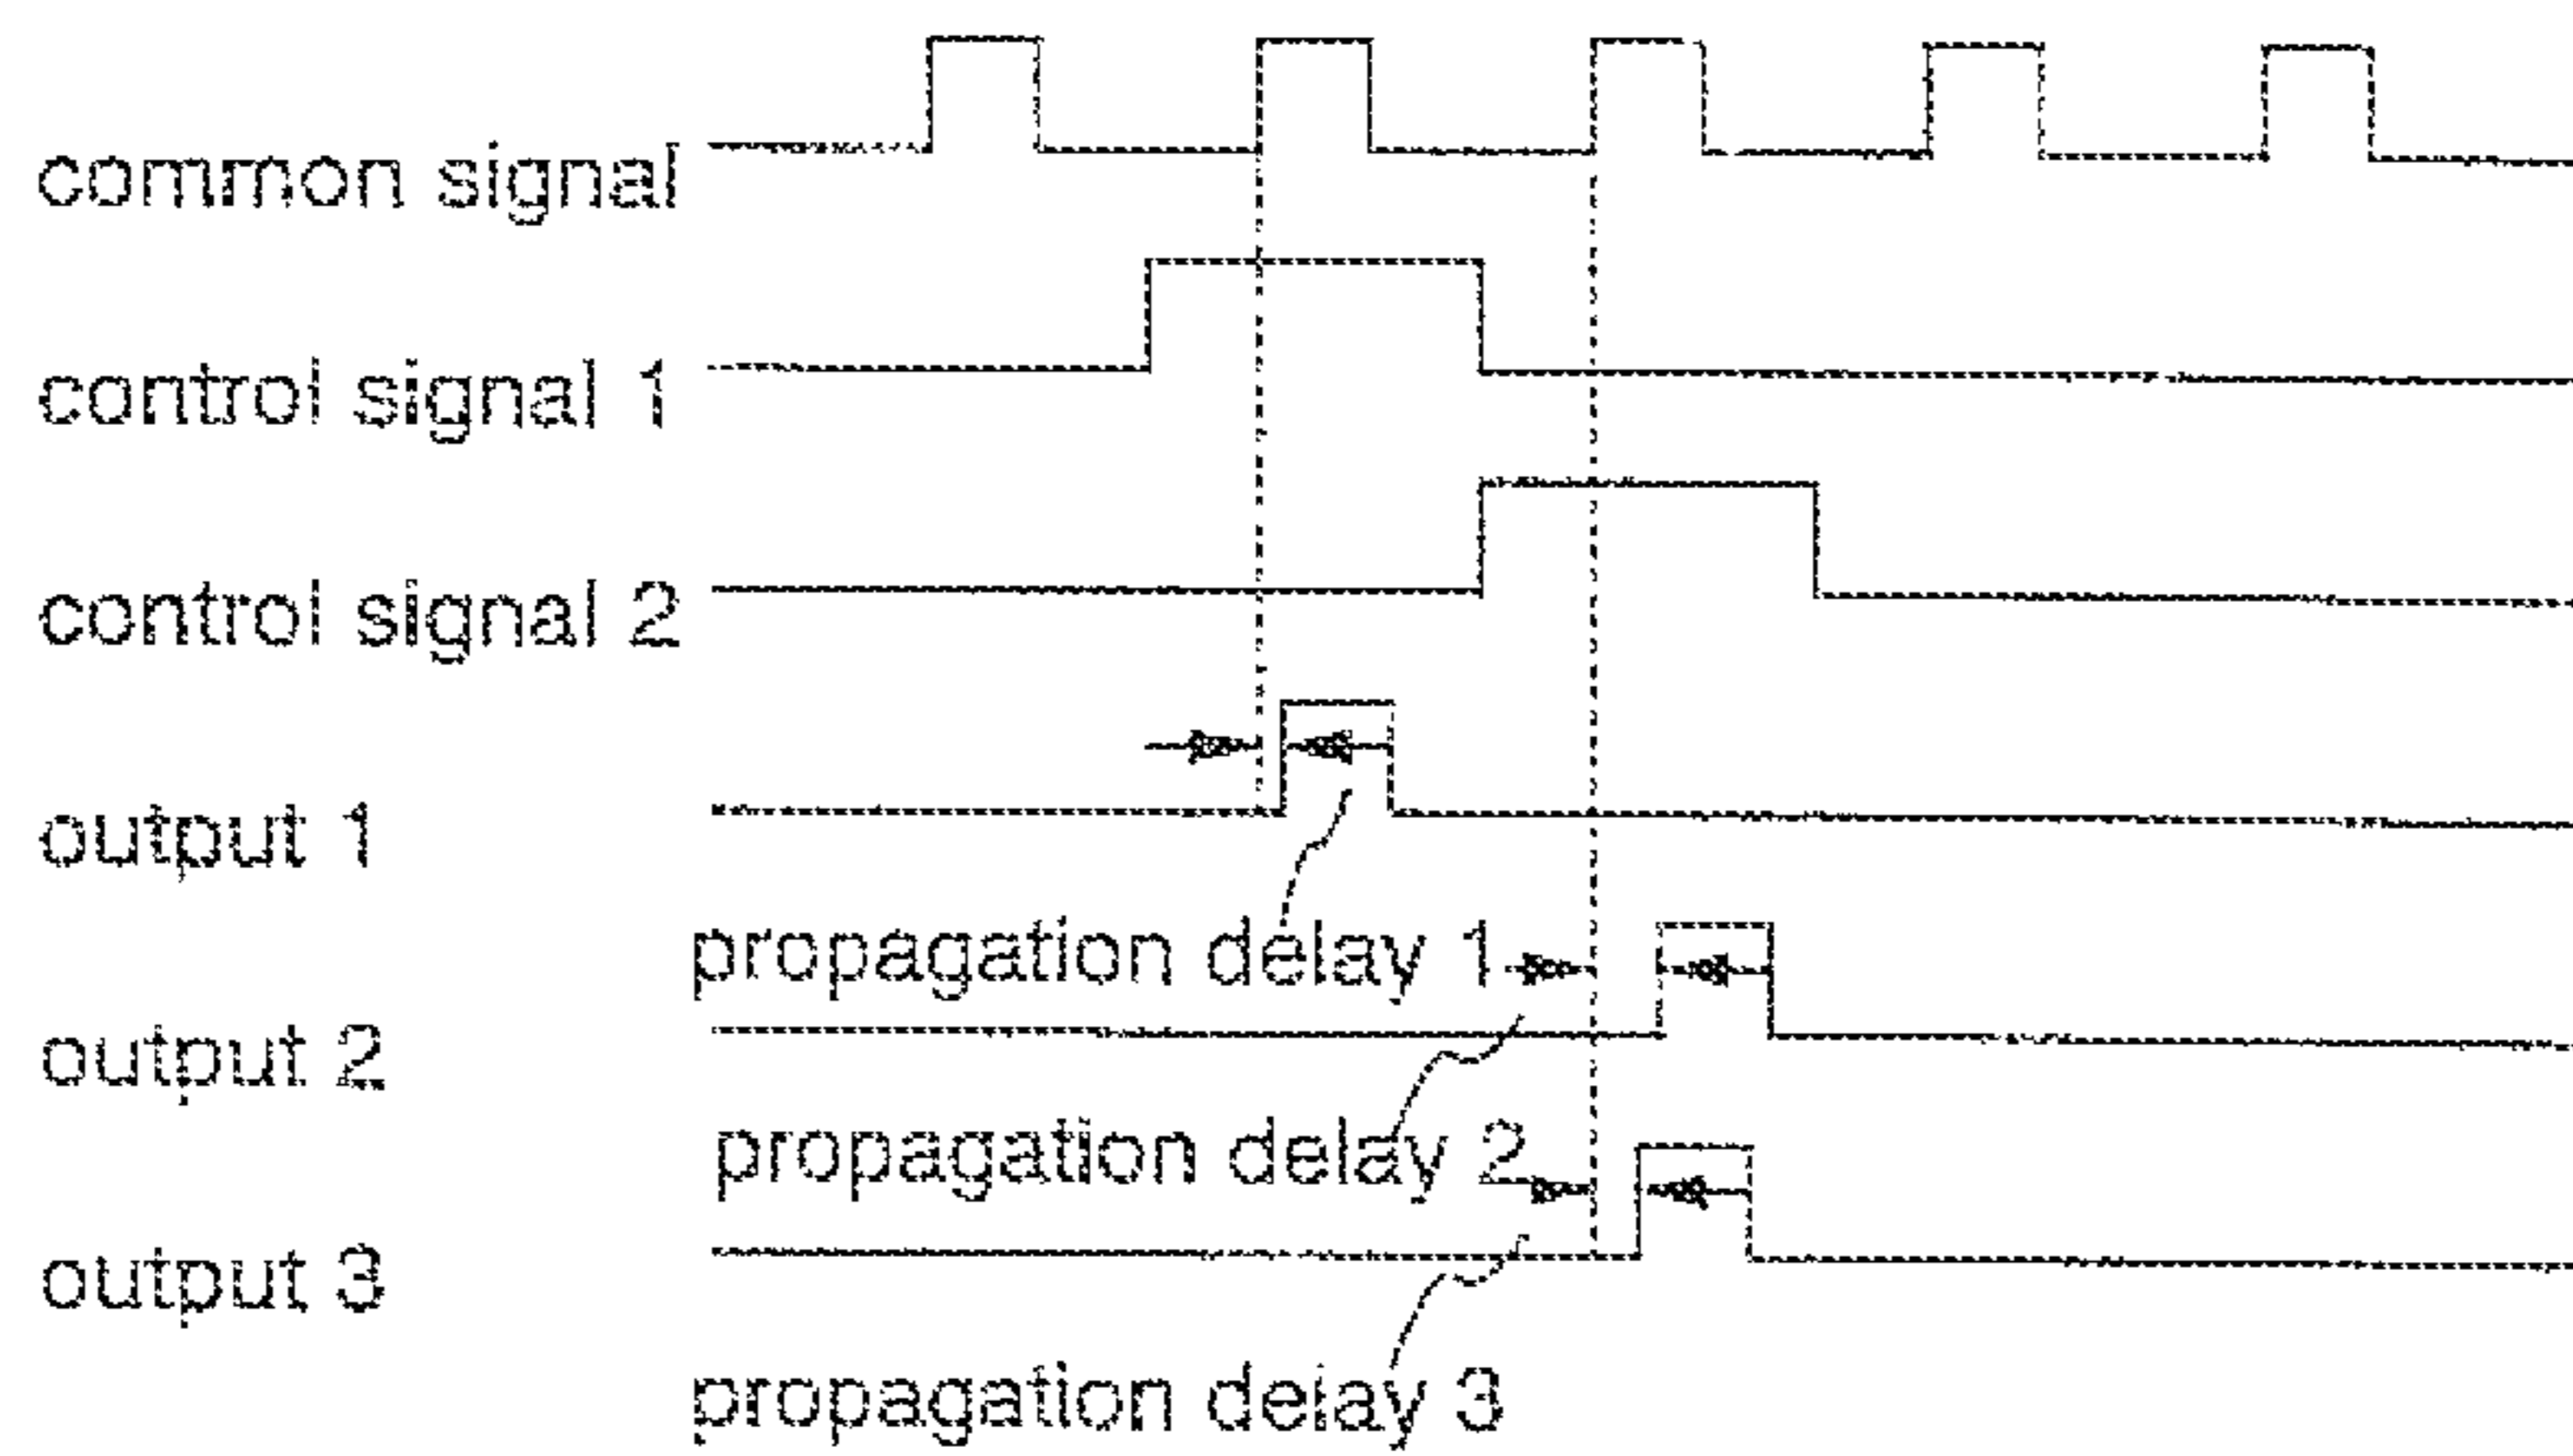 common signal
control signal 1
control signal 2
output 1
propagation delay 1
output 2
propagation delay 2
output 3
propagation delay 3